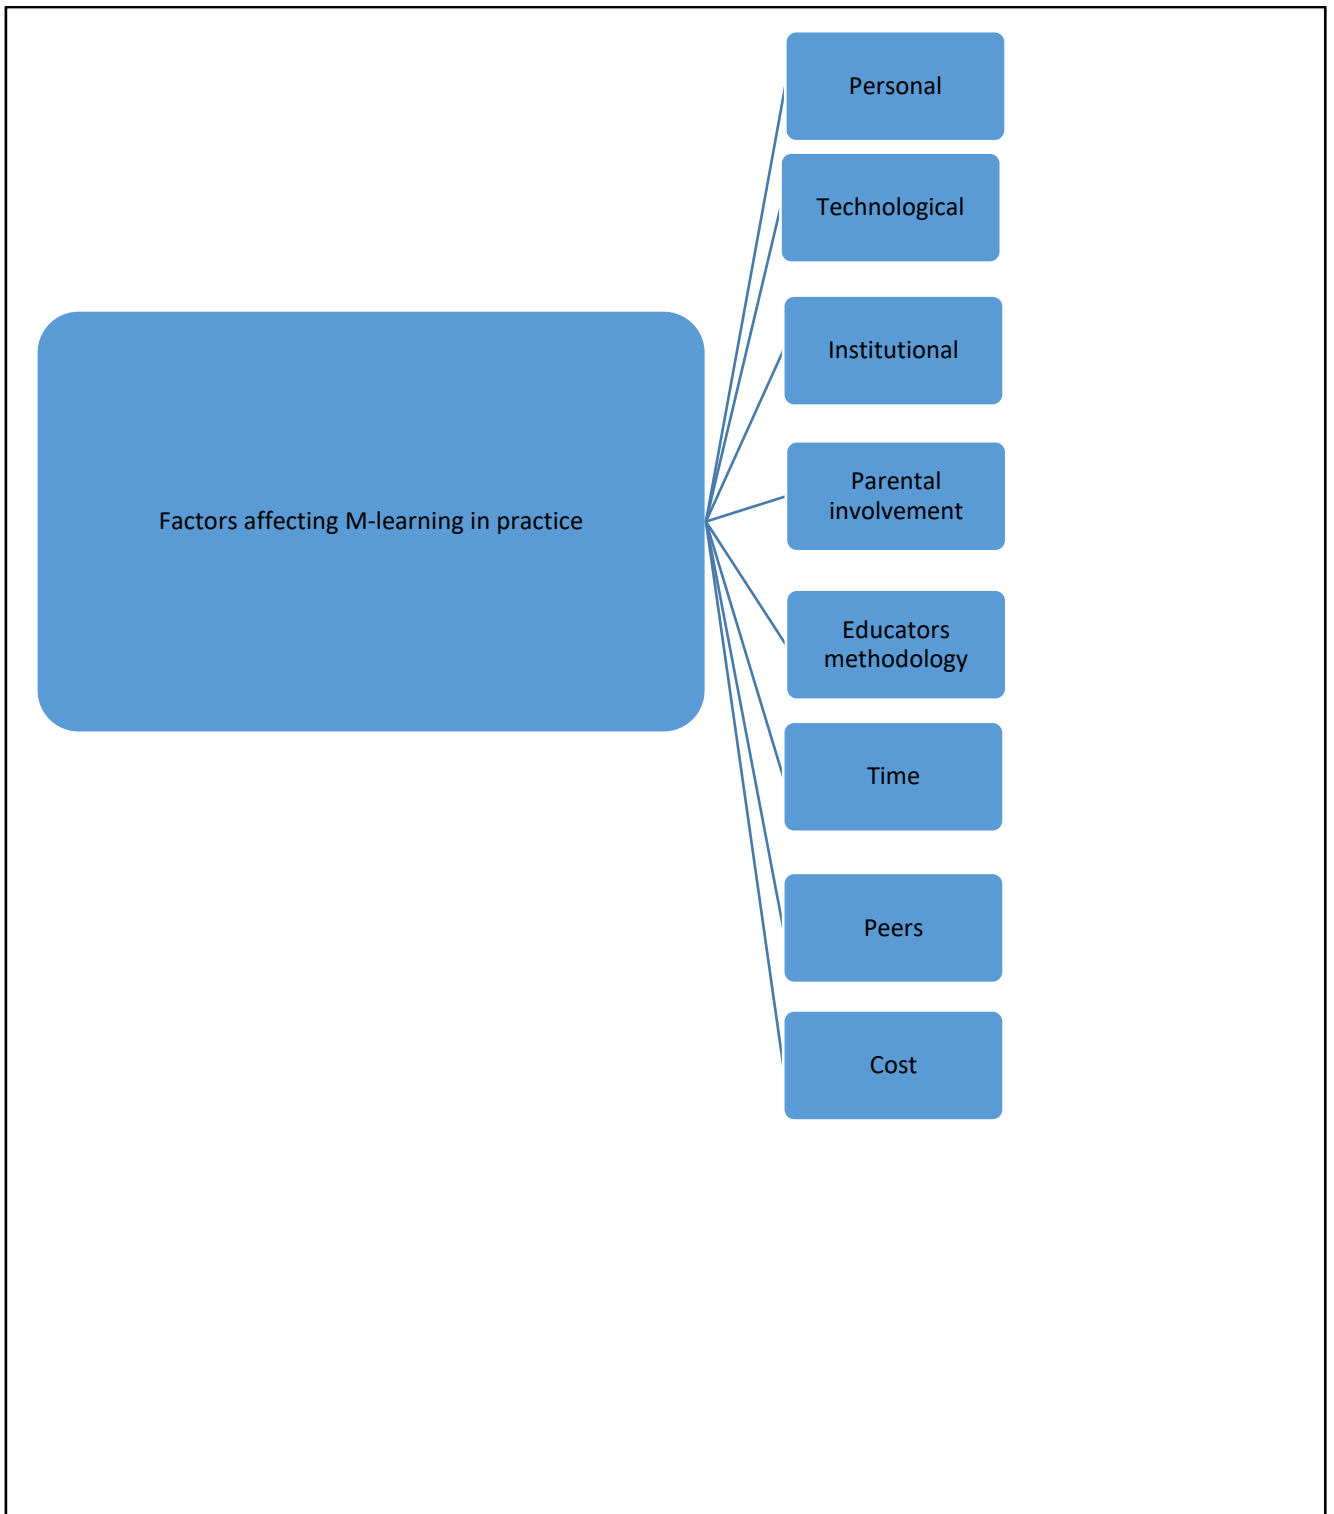 Personal
Technological
Institutional
Parental
involvement
Factors affecting M-learning in practice
Educators
methodology
Time
Peers
Cost